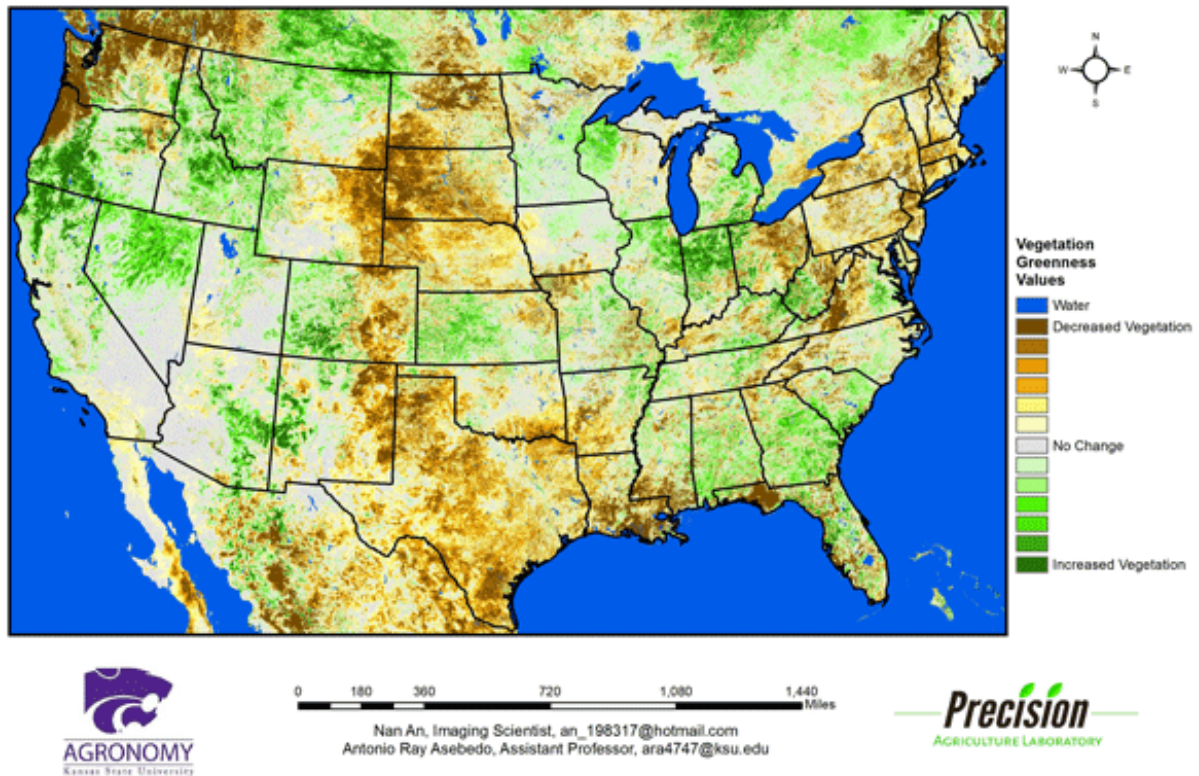 N
W
E
S
Vegetation
Greenness
Values
Water
Decreased Vegetation
No Change
Increased Vegetation
0 180 360 720 1,080 1,440
Miles
Nan An, Imaging Scientist, an_198317@hotmail.com
Antonio Ray Asebedo, Assistant Professor, ara4747@ksu.edu
AGRONOMY
Kansas State University
Precision
AGRICULTURE LABORATORY